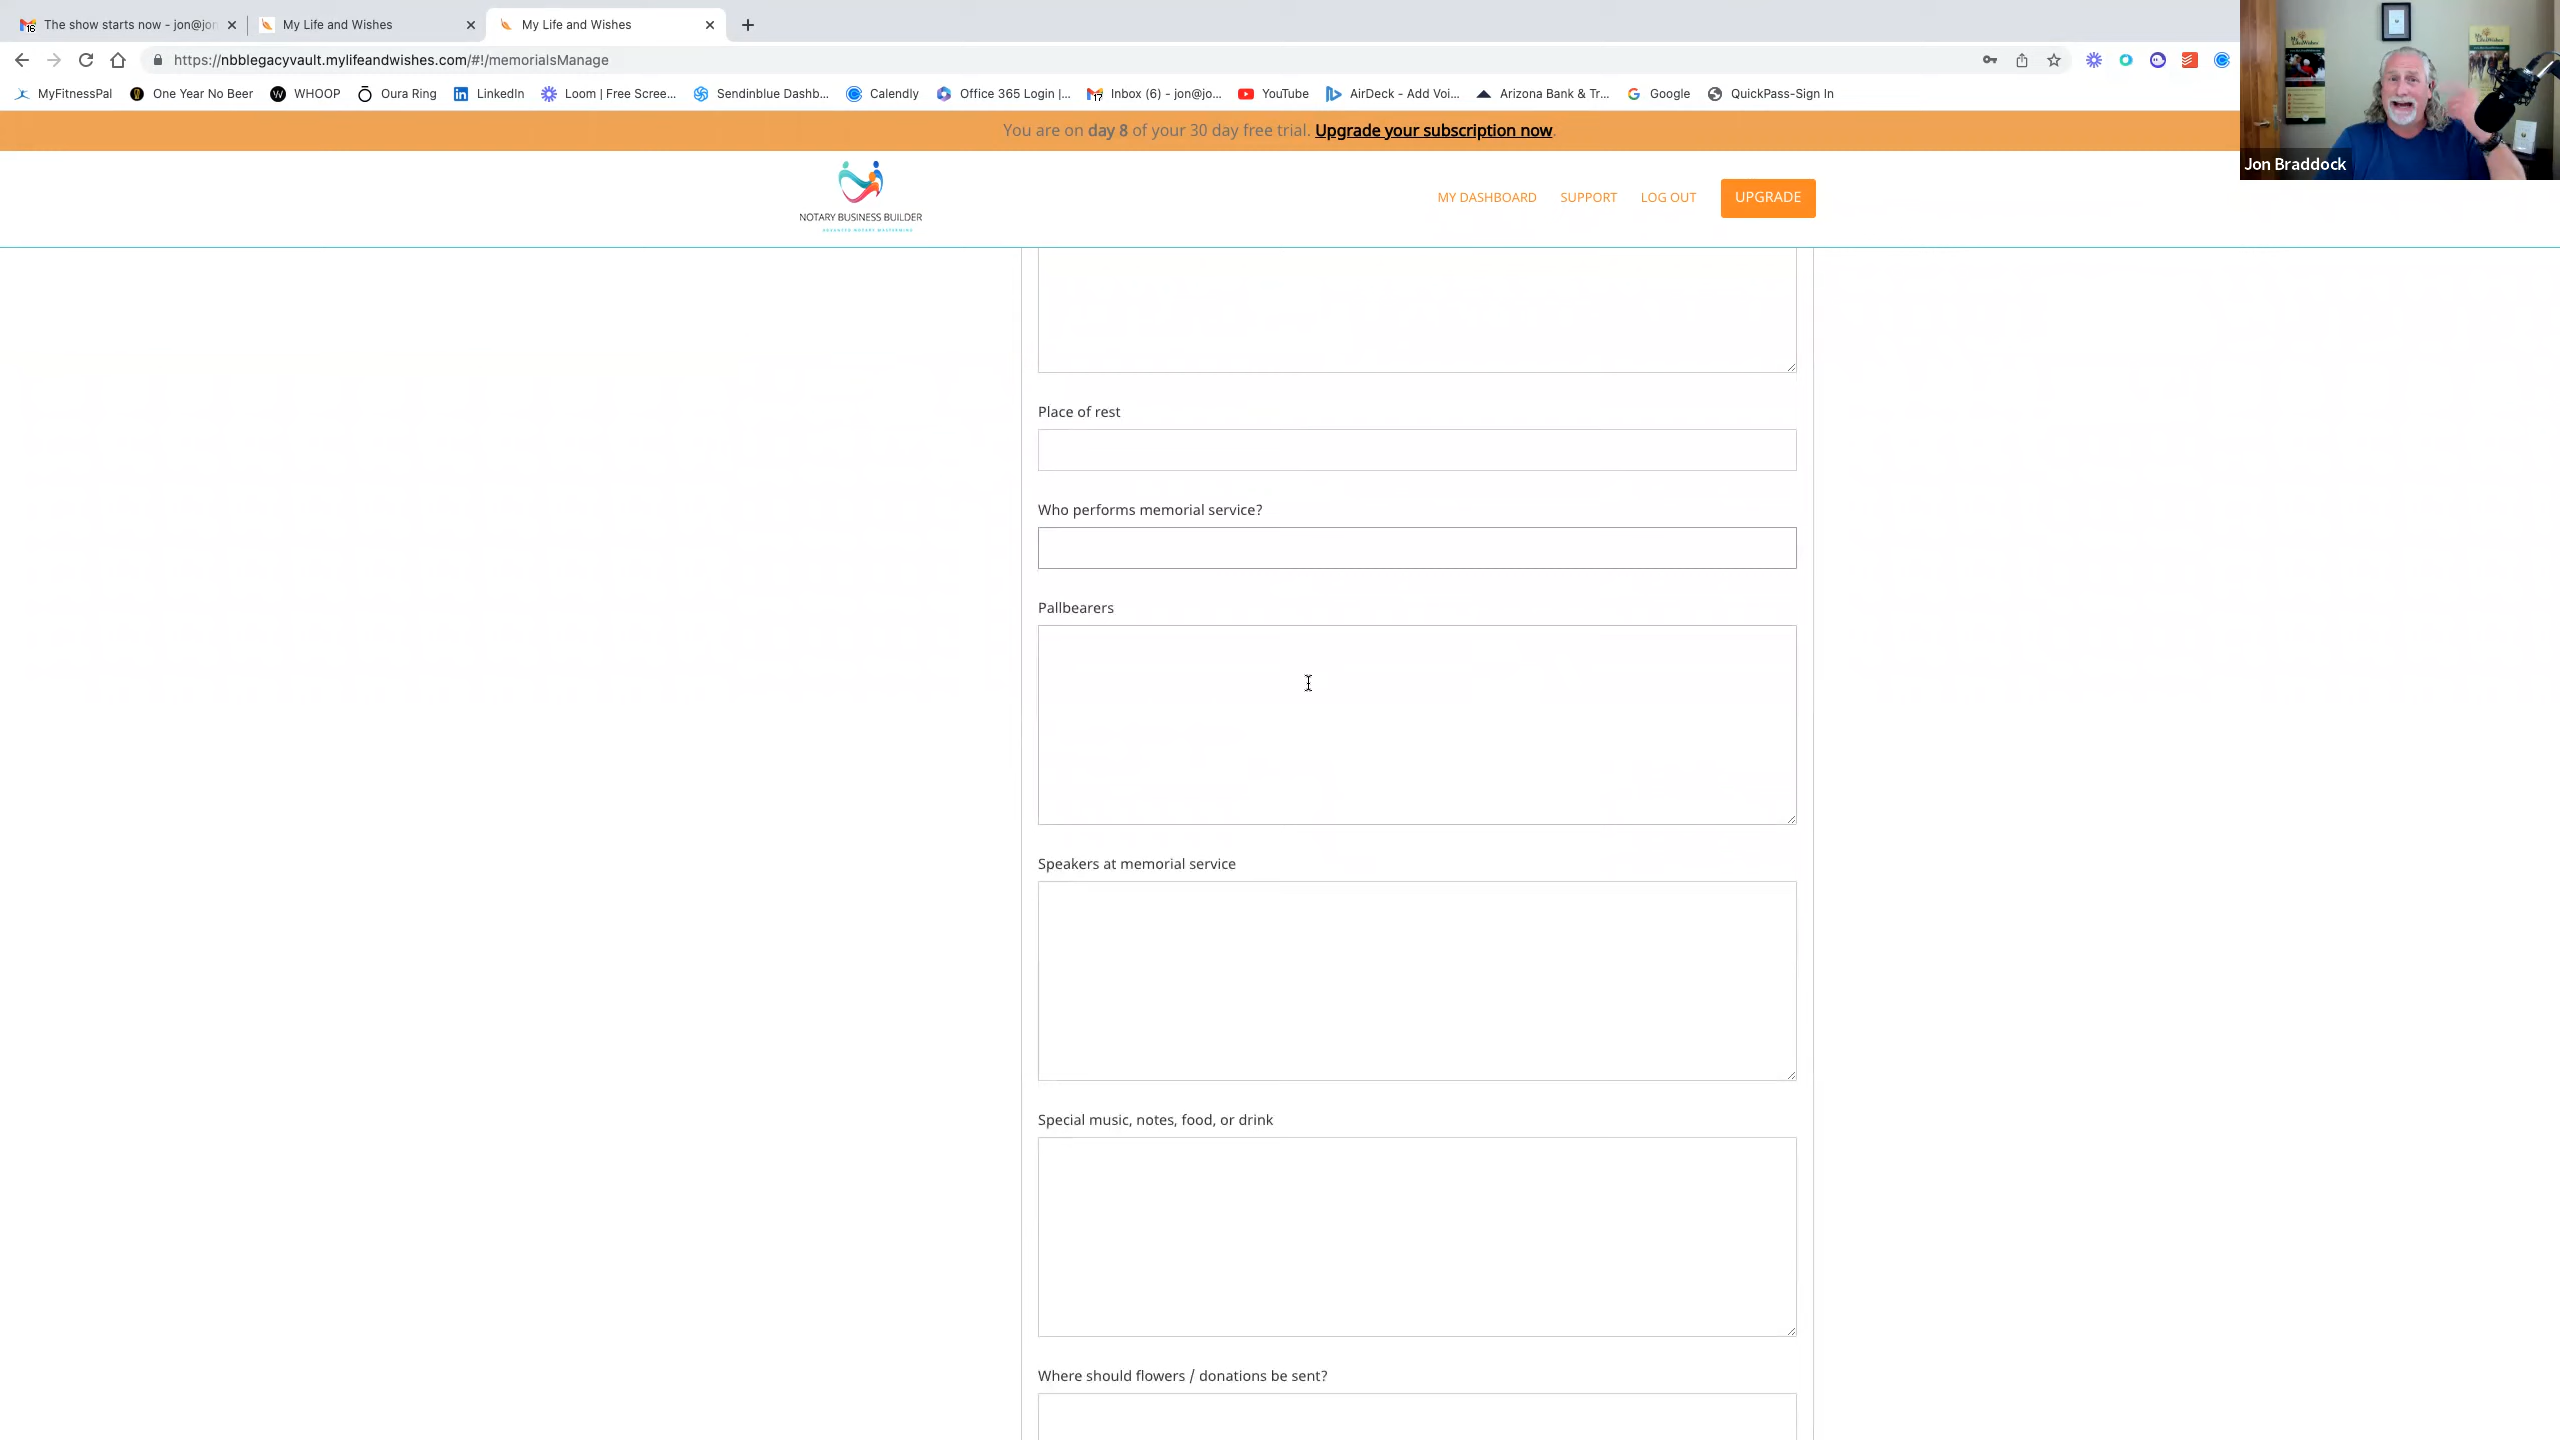 The show starts now - jon@jon
My Life and Wishes
My Life and Wishes
https://nbblegacyvault.mylifeandwishes.com/#!/memorialsManage
MyFitnessPal
One Year No Beer
WHOOP
Oura Ring
LinkedIn
Loom | Free Scree...
Sendinblue Dashb...
Calendly
Office 365 Login |...
Inbox (6) - jon@jo...
YouTube
AirDeck - Add Voi...
Arizona Bank & Tr...
Google
QuickPass-Sign In
You are on day 8 of your 30 day free trial. Upgrade your subscription now.
Jon Braddock
NOTARY BUSINESS BUILDER
ADVANCED NOTARY MASTERMIND
MY DASHBOARD
SUPPORT
LOG OUT
UPGRADE
Place of rest
Who performs memorial service?
Pallbearers
Speakers at memorial service
Special music, notes, food, or drink
Where should flowers / donations be sent?